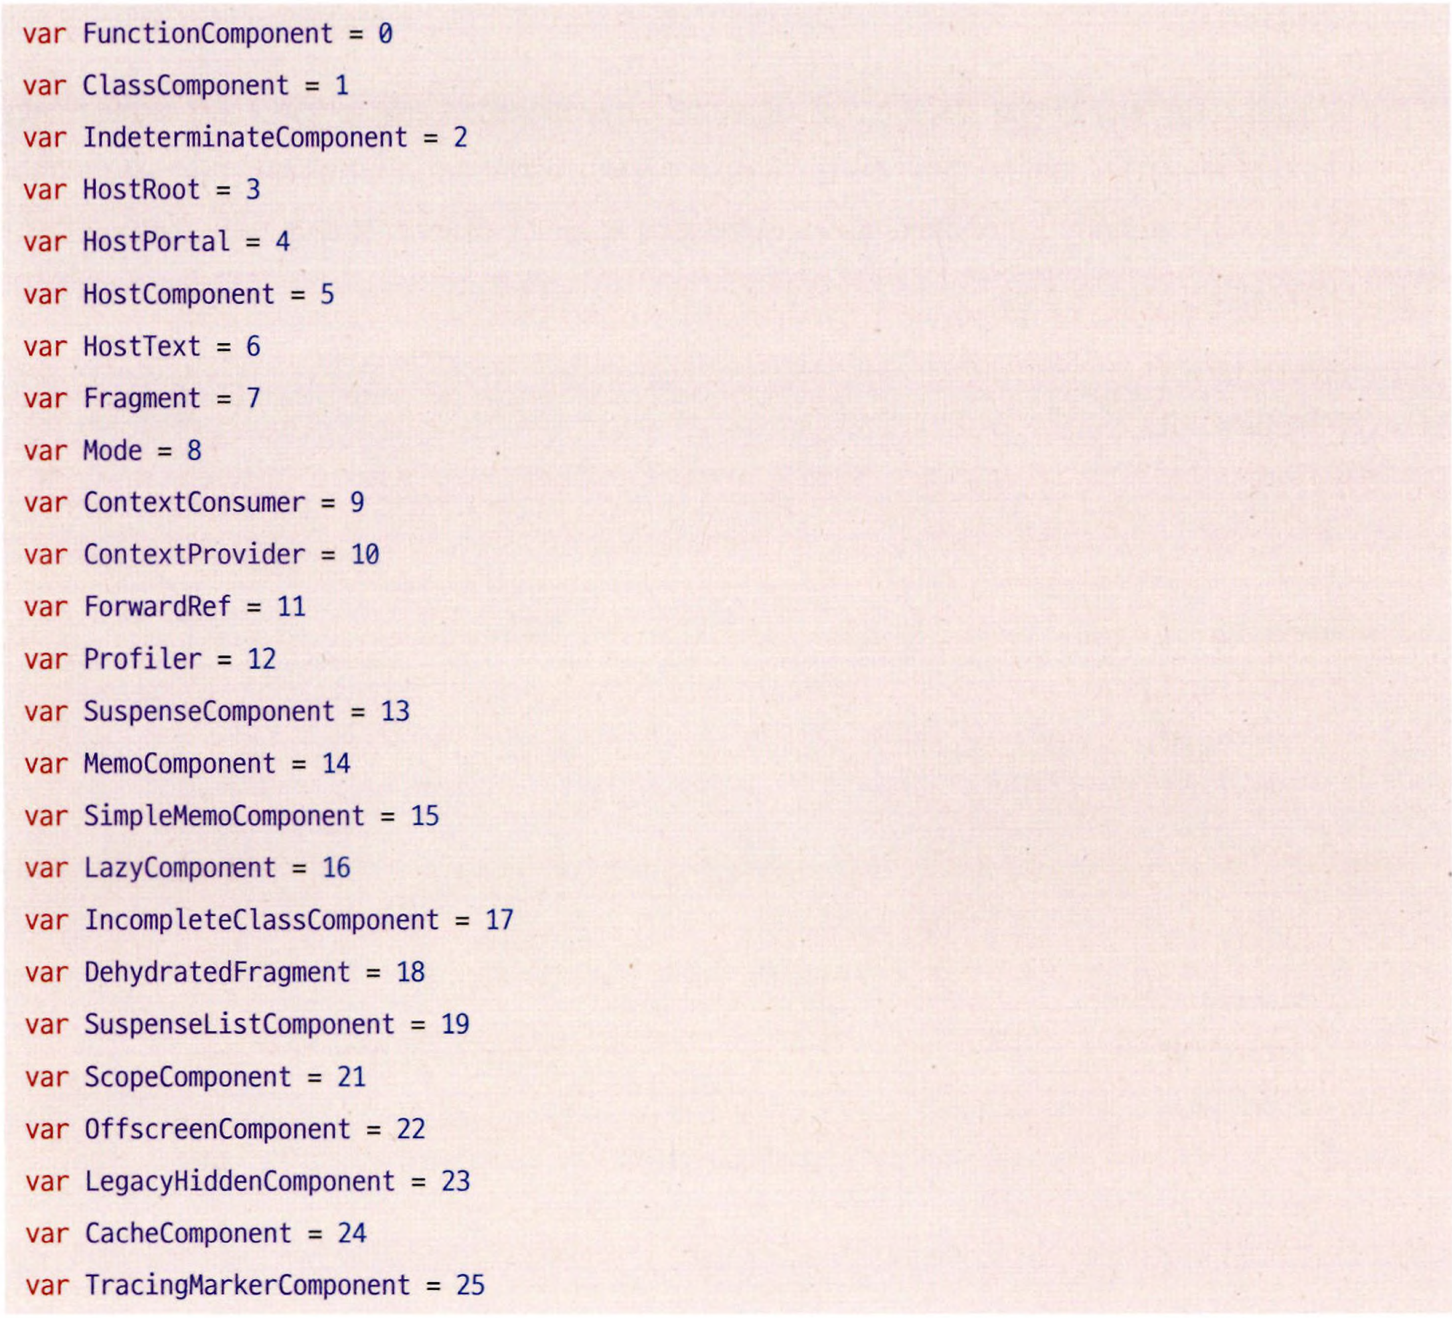 var FunctionComponent = 0
var ClassComponent = 1
var IndeterminateComponent = 2
var HostRoot = 3
var HostPortal = 4
var HostComponent = 5
var HostText = 6
var Fragment = 7
var Mode = 8
var ContextConsumer = 9
var ContextProvider = 10
var ForwardRef = 11
var Profiler = 12
var SuspenseComponent = 13
var MemoComponent = 14
var SimpleMemoComponent = 15
var LazyComponent = 16
var IncompleteClassComponent = 17
var DehydratedFragment = 18
var SuspenseListComponent = 19
var ScopeComponent = 21
var OffscreenComponent = 22
var LegacyHiddenComponent = 23
var CacheComponent = 24
var TracingMarkerComponent = 25